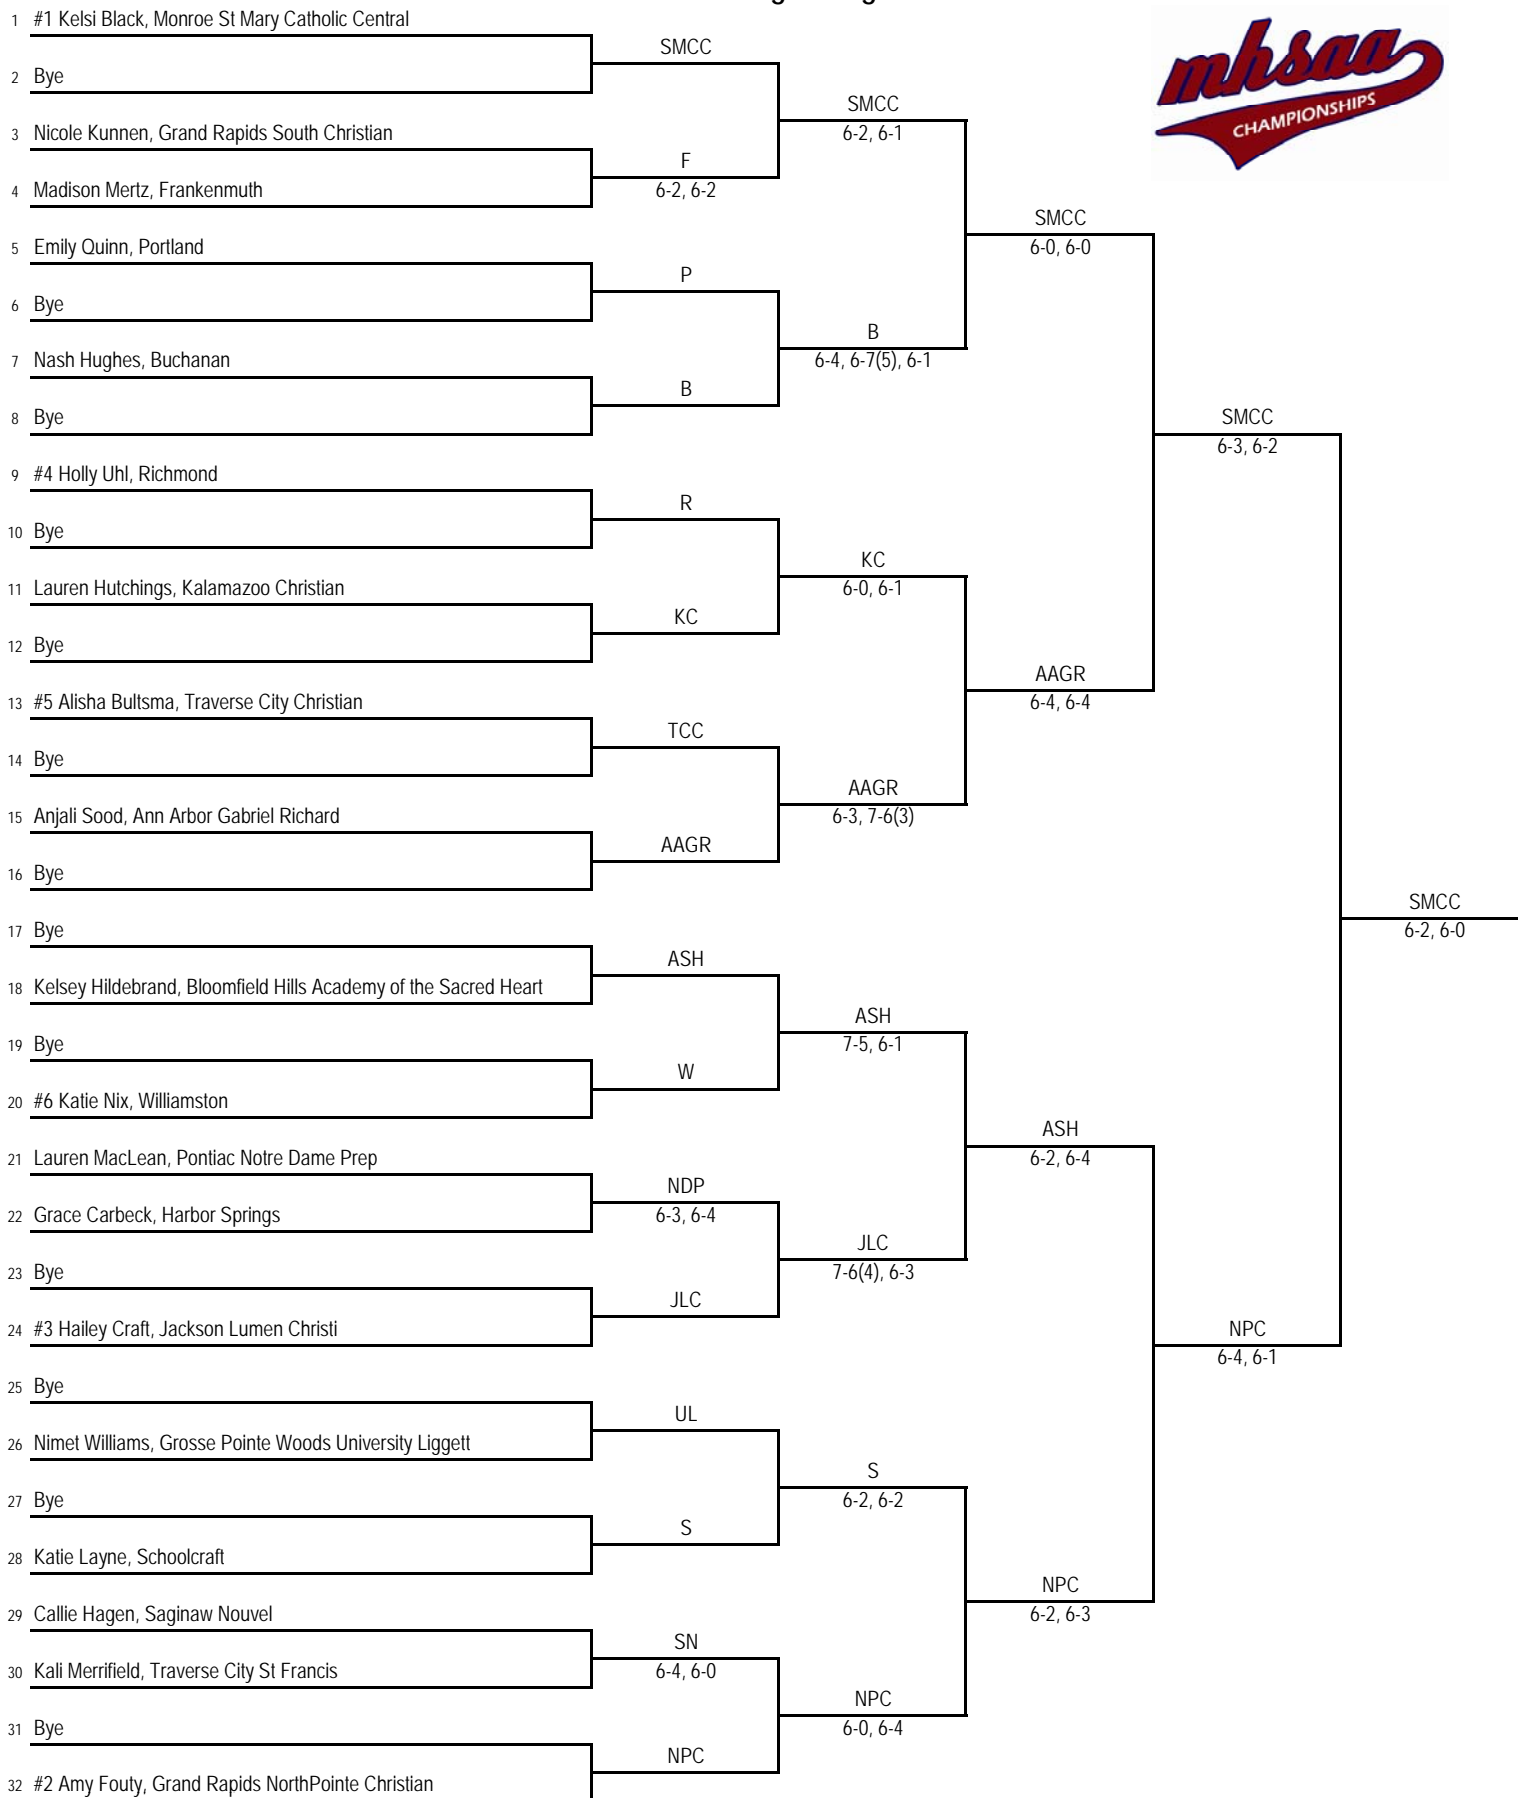 mhsaa
CHAMPIONSHIPS
1 #1 Kelsi Black, Monroe St Mary Catholic Central
SMCC
2 Bye
SMCC
6-2, 6-1
3 Nicole Kunnen, Grand Rapids South Christian
F
6-2, 6-2
4 Madison Mertz, Frankenmuth
SMCC
6-0, 6-0
5 Emily Quinn, Portland
P
6 Bye
B
6-4, 6-7(5), 6-1
7 Nash Hughes, Buchanan
B
8 Bye
SMCC
6-3, 6-2
9 #4 Holly Uhl, Richmond
R
10 Bye
KC
6-0, 6-1
11 Lauren Hutchings, Kalamazoo Christian
KC
12 Bye
AAGR
6-4, 6-4
13 #5 Alisha Bultsma, Traverse City Christian
TCC
14 Bye
AAGR
6-3, 7-6(3)
15 Anjali Sood, Ann Arbor Gabriel Richard
AAGR
16 Bye
SMCC
6-2, 6-0
17 Bye
ASH
18 Kelsey Hildebrand, Bloomfield Hills Academy of the Sacred Heart
ASH
7-5, 6-1
19 Bye
W
20 #6 Katie Nix, Williamston
ASH
6-2, 6-4
21 Lauren MacLean, Pontiac Notre Dame Prep
NDP
6-3, 6-4
22 Grace Carbeck, Harbor Springs
JLC
7-6(4), 6-3
23 Bye
JLC
24 #3 Hailey Craft, Jackson Lumen Christi
NPC
6-4, 6-1
25 Bye
UL
26 Nimet Williams, Grosse Pointe Woods University Liggett
S
6-2, 6-2
27 Bye
S
28 Katie Layne, Schoolcraft
NPC
6-2, 6-3
29 Callie Hagen, Saginaw Nouvel
SN
6-4, 6-0
30 Kali Merrifield, Traverse City St Francis
NPC
6-0, 6-4
31 Bye
NPC
32 #2 Amy Fouty, Grand Rapids NorthPointe Christian